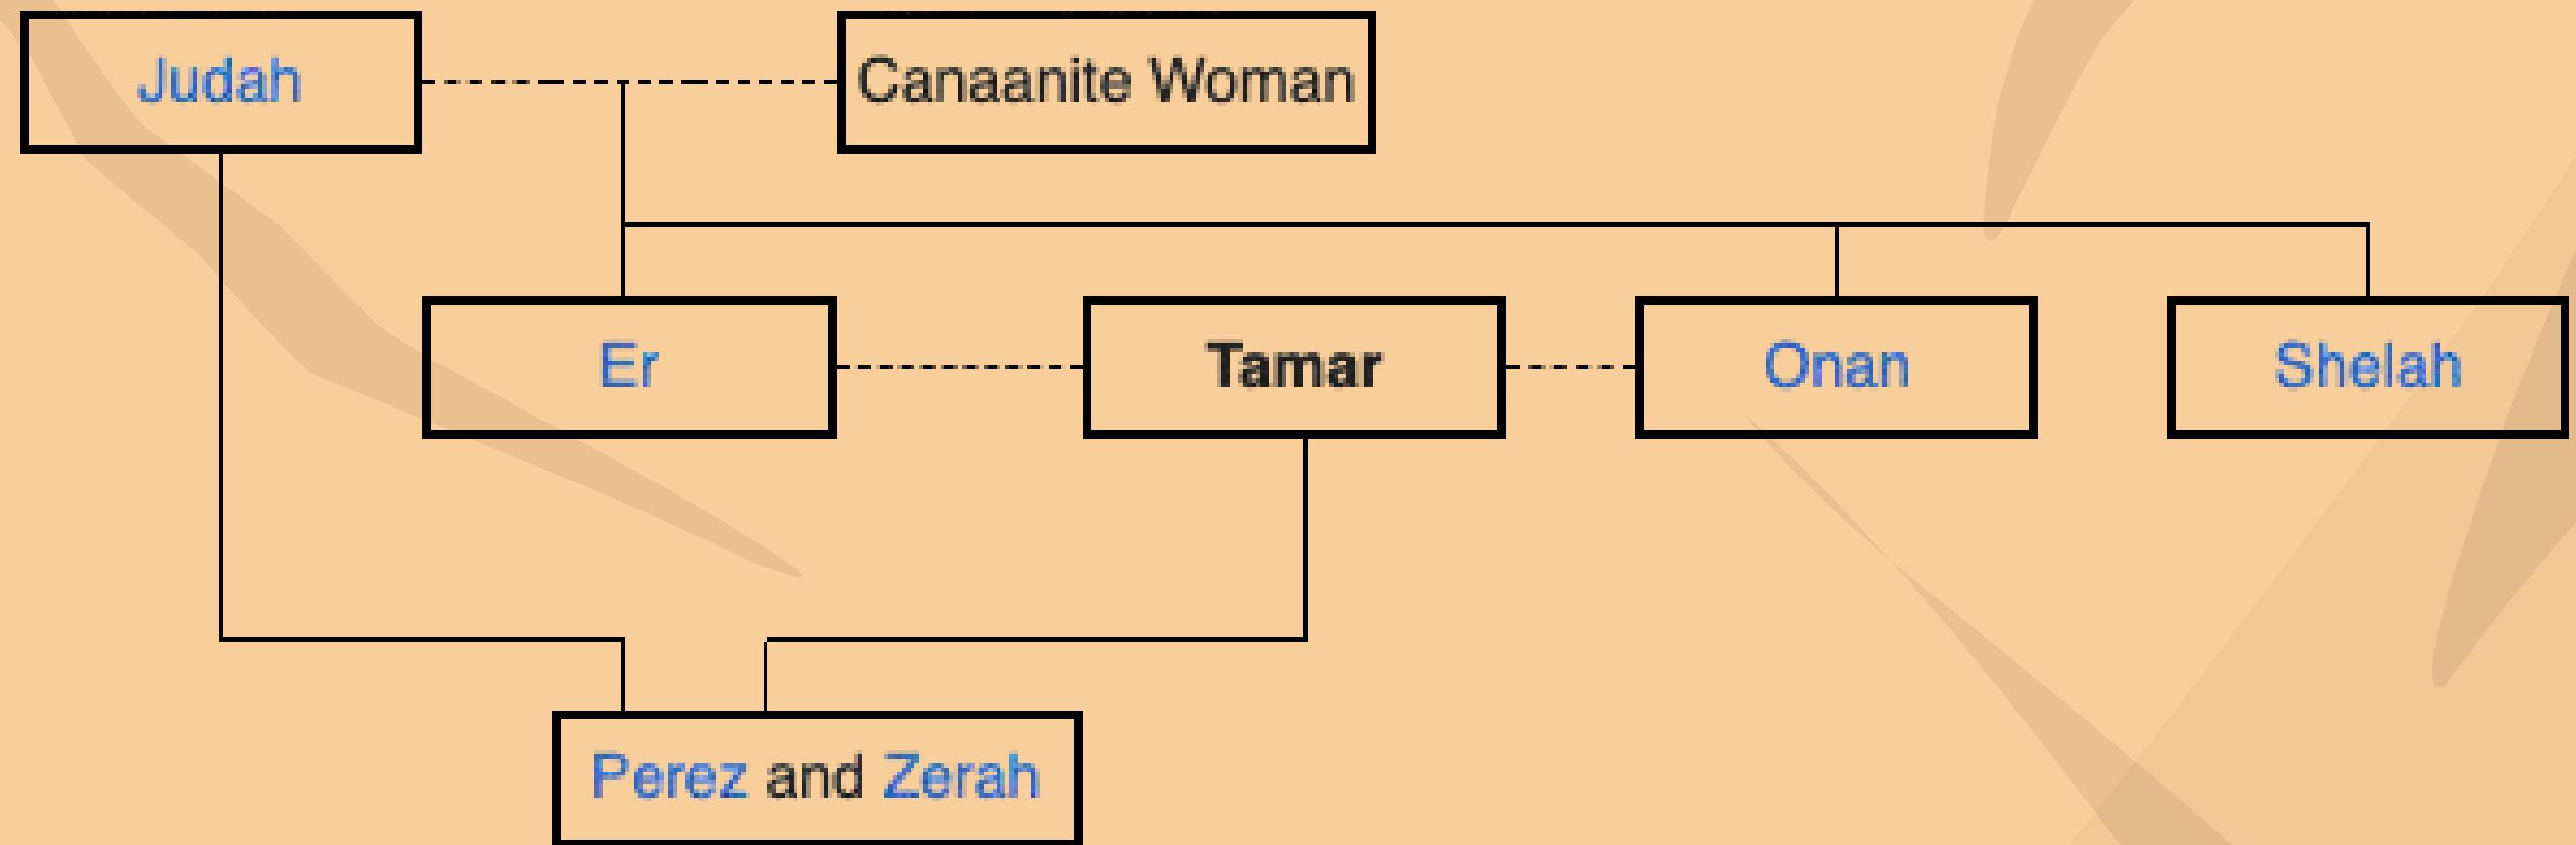 Judah
Canaanite Woman
Er
Tamar
Onan
Shelah
Perez and Zerah